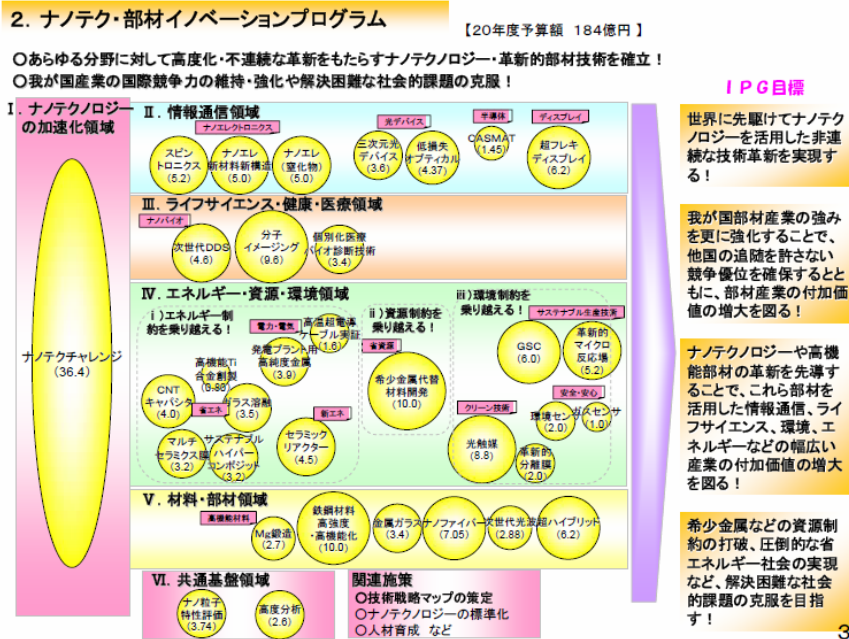 2．ナノテク・部材イノベーションプログラム
【20年度予算額　184億円 】
○あらゆる分野に対して高度化・不連続な革新をもたらすナノテクノロジー・革新的部材技術を確立！
○我が国産業の国際競争力の維持・強化や解決困難な社会的課題の克服！
Ⅰ．ナノテクノロジー
の加速化領域
ナノテクチャレンジ
(36.4)
Ⅱ．情報通信領域
ナノエレクトロニクス
スピン
トロニクス
(5.2)
ナノエレ
新材料新構造
(5.0)
ナノエレ
(窒化物)
(5.0)
光デバイス
三次元光
デバイス
(3.6)
低損失
オプティカル
(4.37)
半導体
CASMAT
(1.45)
ディスプレイ
超フレキ
ディスプレイ
(6.2)
Ⅲ．ライフサイエンス・健康・医療領域
ナノバイオ
次世代DDS
(4.6)
分子
イメージング
(9.6)
個別化医療
バイオ診断技術
(3.4)
Ⅳ．エネルギー・資源・環境領域
ⅰ）エネルギー制
約を乗り越える！
電力・電気
高温超電導
ケーブル実証
(1.6)
発電プラント用
高純度金属
(3.9)
高機能Ti
合金創製
(0.83)
CNT
キャパシタ
(4.0)
省エネ
ガラス溶融
(3.5)
新エネ
マルチ
セラミクス膜
(3.2)
サステナブル
ハイパー
コンポジット
(3.2)
セラミック
リアクター
(4.5)
ⅱ）資源制約を
乗り越える！
省資源
希少金属代替
材料開発
(10.0)
ⅲ）環境制約を
乗り越える！
サステナブル生産技術
GSC
(6.0)
革新的
マイクロ
反応場
(5.2)
安全・安心
クリーン技術
環境センサ
(2.0)
ガスセンサ
(1.0)
光触媒
(8.8)
革新的
分離膜
(2.0)
Ⅴ．材料・部材領域
高機能材料
Mg鍛造
(2.7)
鉄鋼材料
高強度
・高機能化
(10.0)
金属ガラス
(3.4)
ナノファイバー
(7.05)
次世代光波
(2.88)
超ハイブリッド
(6.2)
Ⅵ．共通基盤領域
ナノ粒子
特性評価
(3.74)
高度分析
(2.6)
関連施策
○技術戦略マップの策定
○ナノテクノロジーの標準化
○人材育成 など
ＩＰＧ目標
世界に先駆けてナノテク
ノロジーを活用した非連
続な技術革新を実現す
る！
我が国部材産業の強み
を更に強化することで、
他国の追随を許さない
競争優位を確保するとと
もに、部材産業の付加価
値の増大を図る！
ナノテクノロジーや高機
能部材の革新を先導す
ることで、これら部材を
活用した情報通信、ライ
フサイエンス、環境、エ
ネルギーなどの幅広い
産業の付加価値の増大
を図る！
希少金属などの資源制
約の打破、圧倒的な省
エネルギー社会の実現
など、解決困難な社会
的課題の克服を目指
す！
3